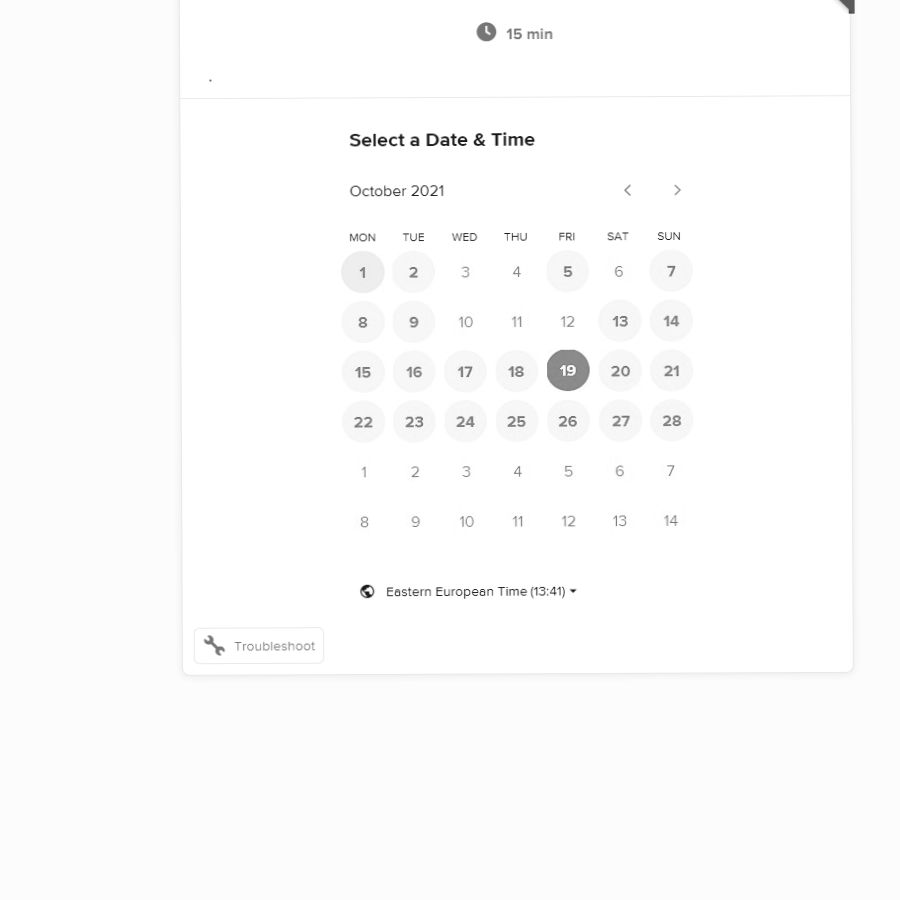 15 min
.
Select a Date & Time
October 2021
MON TUE WED THU FRI SAT SUN
1 2 3 4 5 6 7
8 9 10 11 12 13 14
15 16 17 18 19 20 21
22 23 24 25 26 27 28
1 2 3 4 5 6 7
8 9 10 11 12 13 14
Eastern European Time (13:41)
Troubleshoot